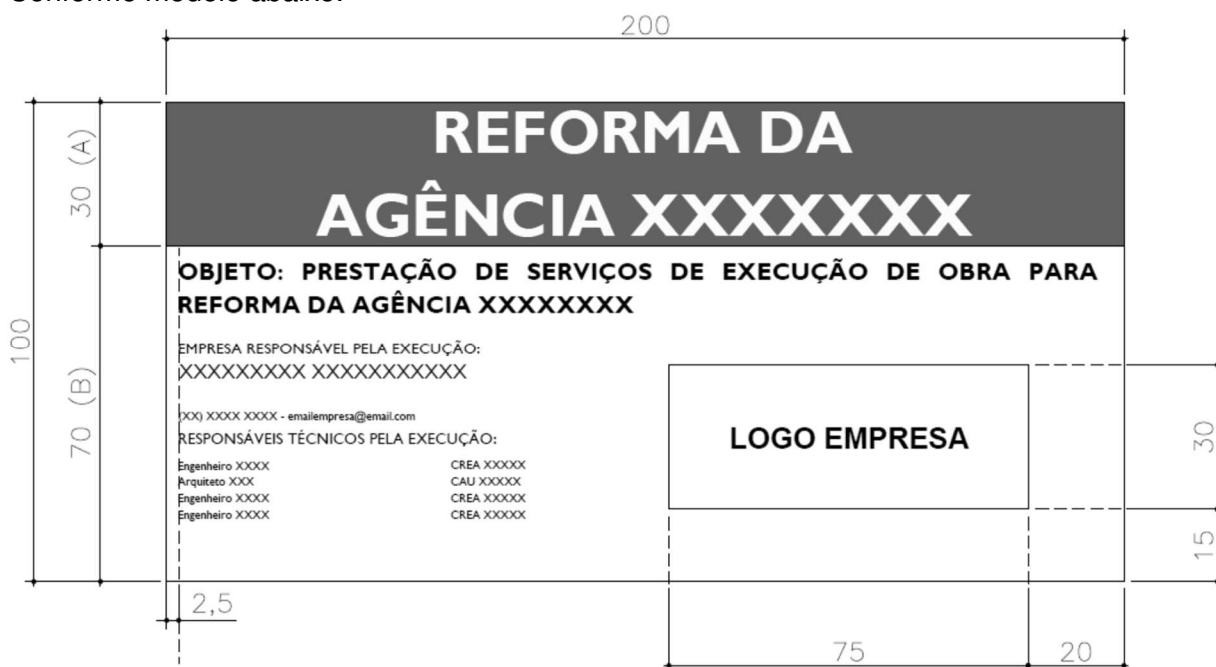 200
REFORMA DA
AGÊNCIA XXXXXXX
30 (A)
OBJETO: PRESTAÇÃO DE SERVIÇOS DE EXECUÇÃO DE OBRA PARA
REFORMA DA AGÊNCIA XXXXXXXX
100
EMPRESA RESPONSÁVEL PELA EXECUÇÃO:
XXXXXXXXX XXXXXXXXXXX
70 (B)
(XX) XXXX XXXX - emailempresa@email.com
RESPONSÁVEIS TÉCNICOS PELA EXECUÇÃO:
Engenheiro XXXX CREA XXXXX
Arquiteto XXX CAU XXXXX
Engenheiro XXXX CREA XXXXX
Engenheiro XXXX CREA XXXXX
LOGO EMPRESA
30
15
2,5
75
20